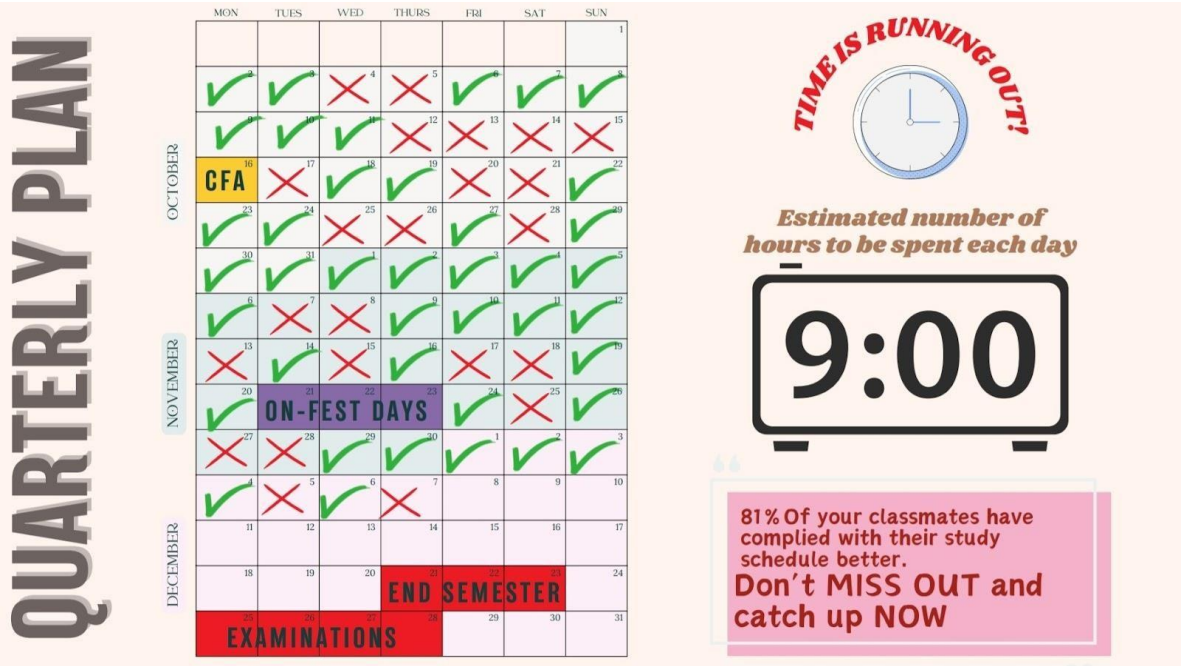 QUARTERLY PLAN
MON TUES WED THURS FRI SAT SUN
OCTOBER
1
2 3 4 5 6 7 8
9 10 11 12 13 14 15
16 17 18 19 20 21 22
CFA
23 24 25 26 27 28 29
30 31 1 2 3 4 5
NOVEMBER
6 7 8 9 10 11 12
13 14 15 16 17 18 19
20 21 22 23 24 25 26
ON-FEST DAYS
27 28 29 30 1 2 3
DECEMBER
4 5 6 7 8 9 10
11 12 13 14 15 16 17
18 19 20 21 22 23 24
END SEMESTER
25 26 27 28 29 30 31
EXAMINATIONS
TIME IS RUNNING OUT!
Estimated number of
hours to be spent each day
9:00
“
81% Of your classmates have
complied with their study
schedule better.
Don't MISS OUT and
catch up NOW